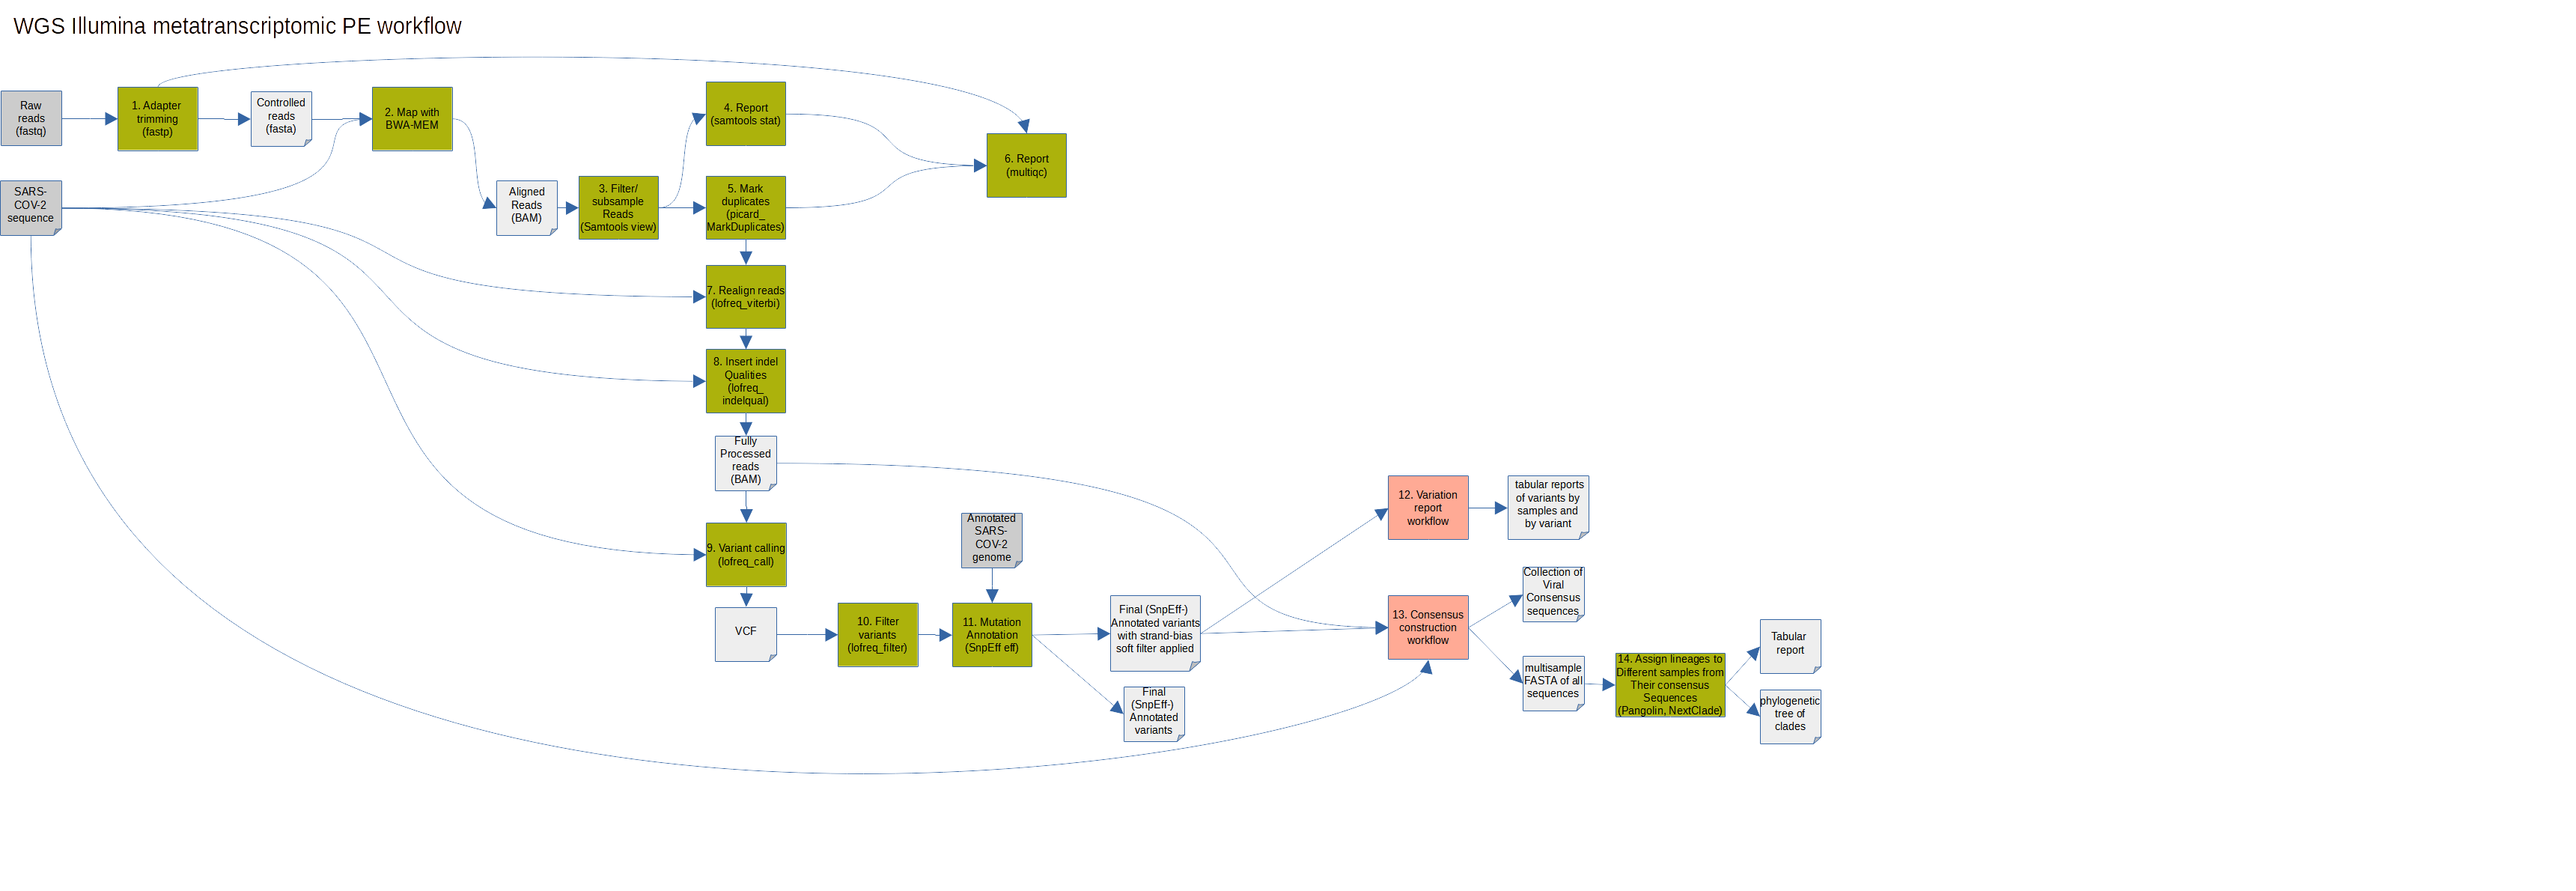 WGS Illumina metatranscriptomic PE workflow
Raw
reads
(fastq)
1. Adapter
trimming
(fastp)
Controlled
reads
(fasta)
2. Map with
BWA-MEM
4. Report
(samtools stat)
6. Report
(multiqc)
SARS-
COV-2
sequence
Aligned
Reads
(BAM)
3. Filter/
subsample
Reads
(Samtools view)
5. Mark
duplicates
(picard_
MarkDuplicates)
7. Realign reads
(lofreq_viterbi)
8. Insert indel
Qualities
(lofreq_
indelqual)
Fully
Processed
reads
(BAM)
9. Variant calling
(lofreq_call)
VCF
10. Filter
variants
(lofreq_filter)
Annotated
SARS-
COV-2
genome
11. Mutation
Annotation
(SnpEff eff)
Final (SnpEff-)
Annotated variants
with strand-bias
soft filter applied
Final
(SnpEff-)
Annotated
variants
12. Variation
report
workflow
tabular reports
of variants by
samples and
by variant
13. Consensus
construction
workflow
Collection of
Viral
Consensus
sequences
multisample
FASTA of all
sequences
14. Assign lineages to
Different samples from
Their consensus
Sequences
(Pangolin, NextClade)
Tabular
report
phylogenetic
tree of
clades